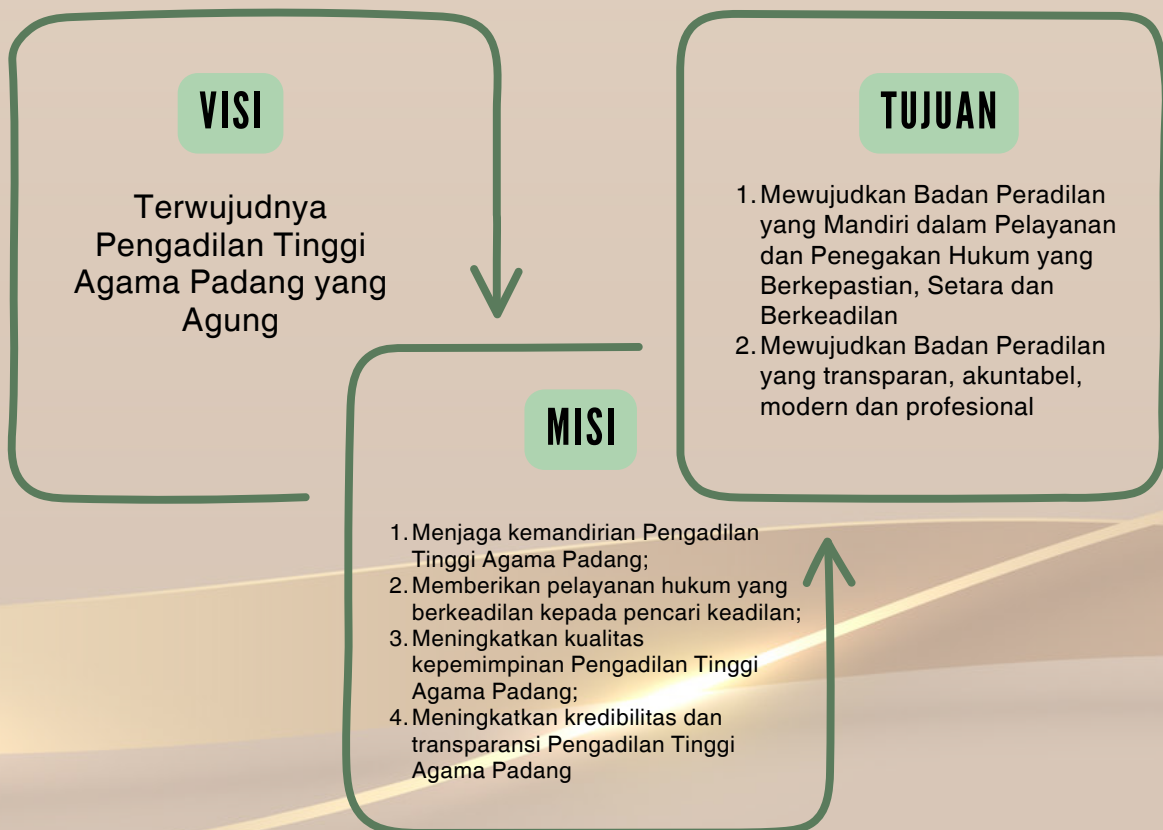 VISI
Terwujudnya
Pengadilan Tinggi
Agama Padang yang
Agung
MISI
1. Menjaga kemandirian Pengadilan
Tinggi Agama Padang;
2. Memberikan pelayanan hukum yang
berkeadilan kepada pencari keadilan;
3. Meningkatkan kualitas
kepemimpinan Pengadilan Tinggi
Agama Padang;
4. Meningkatkan kredibilitas dan
transparansi Pengadilan Tinggi
Agama Padang
TUJUAN
1. Mewujudkan Badan Peradilan
yang Mandiri dalam Pelayanan
dan Penegakan Hukum yang
Berkepastian, Setara dan
Berkeadilan
2. Mewujudkan Badan Peradilan
yang transparan, akuntabel,
modern dan profesional